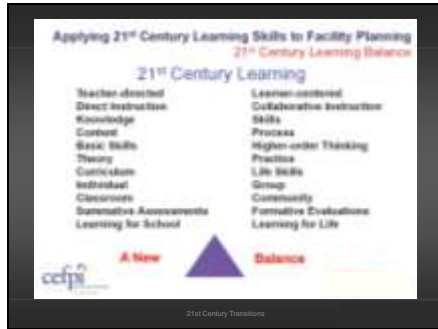 Applying 21st Century Learning Skills to Facility Planning
21st Century Learning Balance
21st Century Learning
Teacher-directed Learner-centered
Direct Instruction Collaborative Instruction
Knowledge Skills
Content Process
Basic Skills Higher-order Thinking
Theory Practice
Curriculum Life Skills
Individual Group
Classroom Community
Summative Assessments Formative Evaluations
Learning for School Learning for Life
A New Balance
cefpi
21st Century Transitions